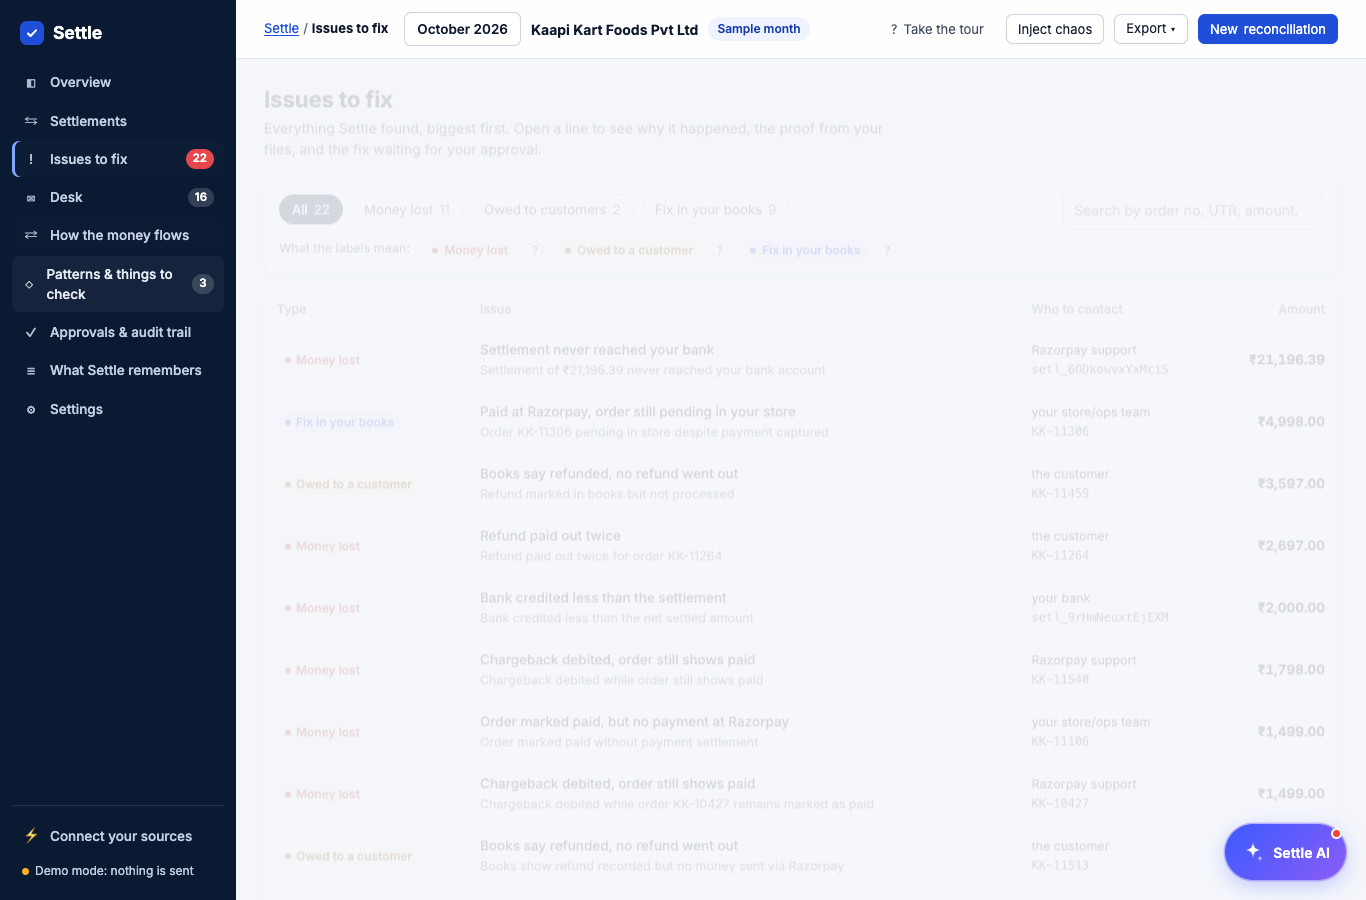 Settle
Overview
Settlements
Issues to fix 22
Desk 16
How the money flows
Patterns & things to check 3
Approvals & audit trail
What Settle remembers
Settings
Connect your sources
Demo mode: nothing is sent
Settle / Issues to fix
October 2026
Kaapi Kart Foods Pvt Ltd
Sample month
? Take the tour
Inject chaos
Export
New reconciliation
Issues to fix
Everything Settle found, biggest first. Open a line to see why it happened, the proof from your
files, and the fix waiting for your approval.
All 22
Money lost 11
Owed to customers 2
Fix in your books 9
Search by order no, UTR, amount.
What the labels mean: Money lost ? Owed to a customer ? Fix in your books ?
Type Issue Who to contact Amount
Money lost
Settlement never reached your bank
Settlement of ₹21,196.39 never reached your bank account
Razorpay support
setl_6ODkowvxYxMciS
₹21,196.39
Fix in your books
Paid at Razorpay, order still pending in your store
Order KK-11306 pending in store despite payment captured
your store/ops team
KK-11306
₹4,998.00
Owed to a customer
Books say refunded, no refund went out
Refund marked in books but not processed
the customer
KK-11459
₹3,597.00
Money lost
Refund paid out twice
Refund paid out twice for order KK-11264
the customer
KK-11264
₹2,697.00
Money lost
Bank credited less than the settlement
Bank credited less than the net settled amount
your bank
setl_9rHmNeuxtEjEXM
₹2,000.00
Money lost
Chargeback debited, order still shows paid
Chargeback debited while order still shows paid
Razorpay support
KK-11540
₹1,798.00
Money lost
Order marked paid, but no payment at Razorpay
Order marked paid without payment settlement
your store/ops team
KK-11106
₹1,499.00
Money lost
Chargeback debited, order still shows paid
Chargeback debited while order KK-10427 remains marked as paid
Razorpay support
KK-10427
₹1,499.00
Owed to a customer
Books say refunded, no refund went out
Books show refund recorded but no money sent via Razorpay
the customer
KK-11513
Settle AI